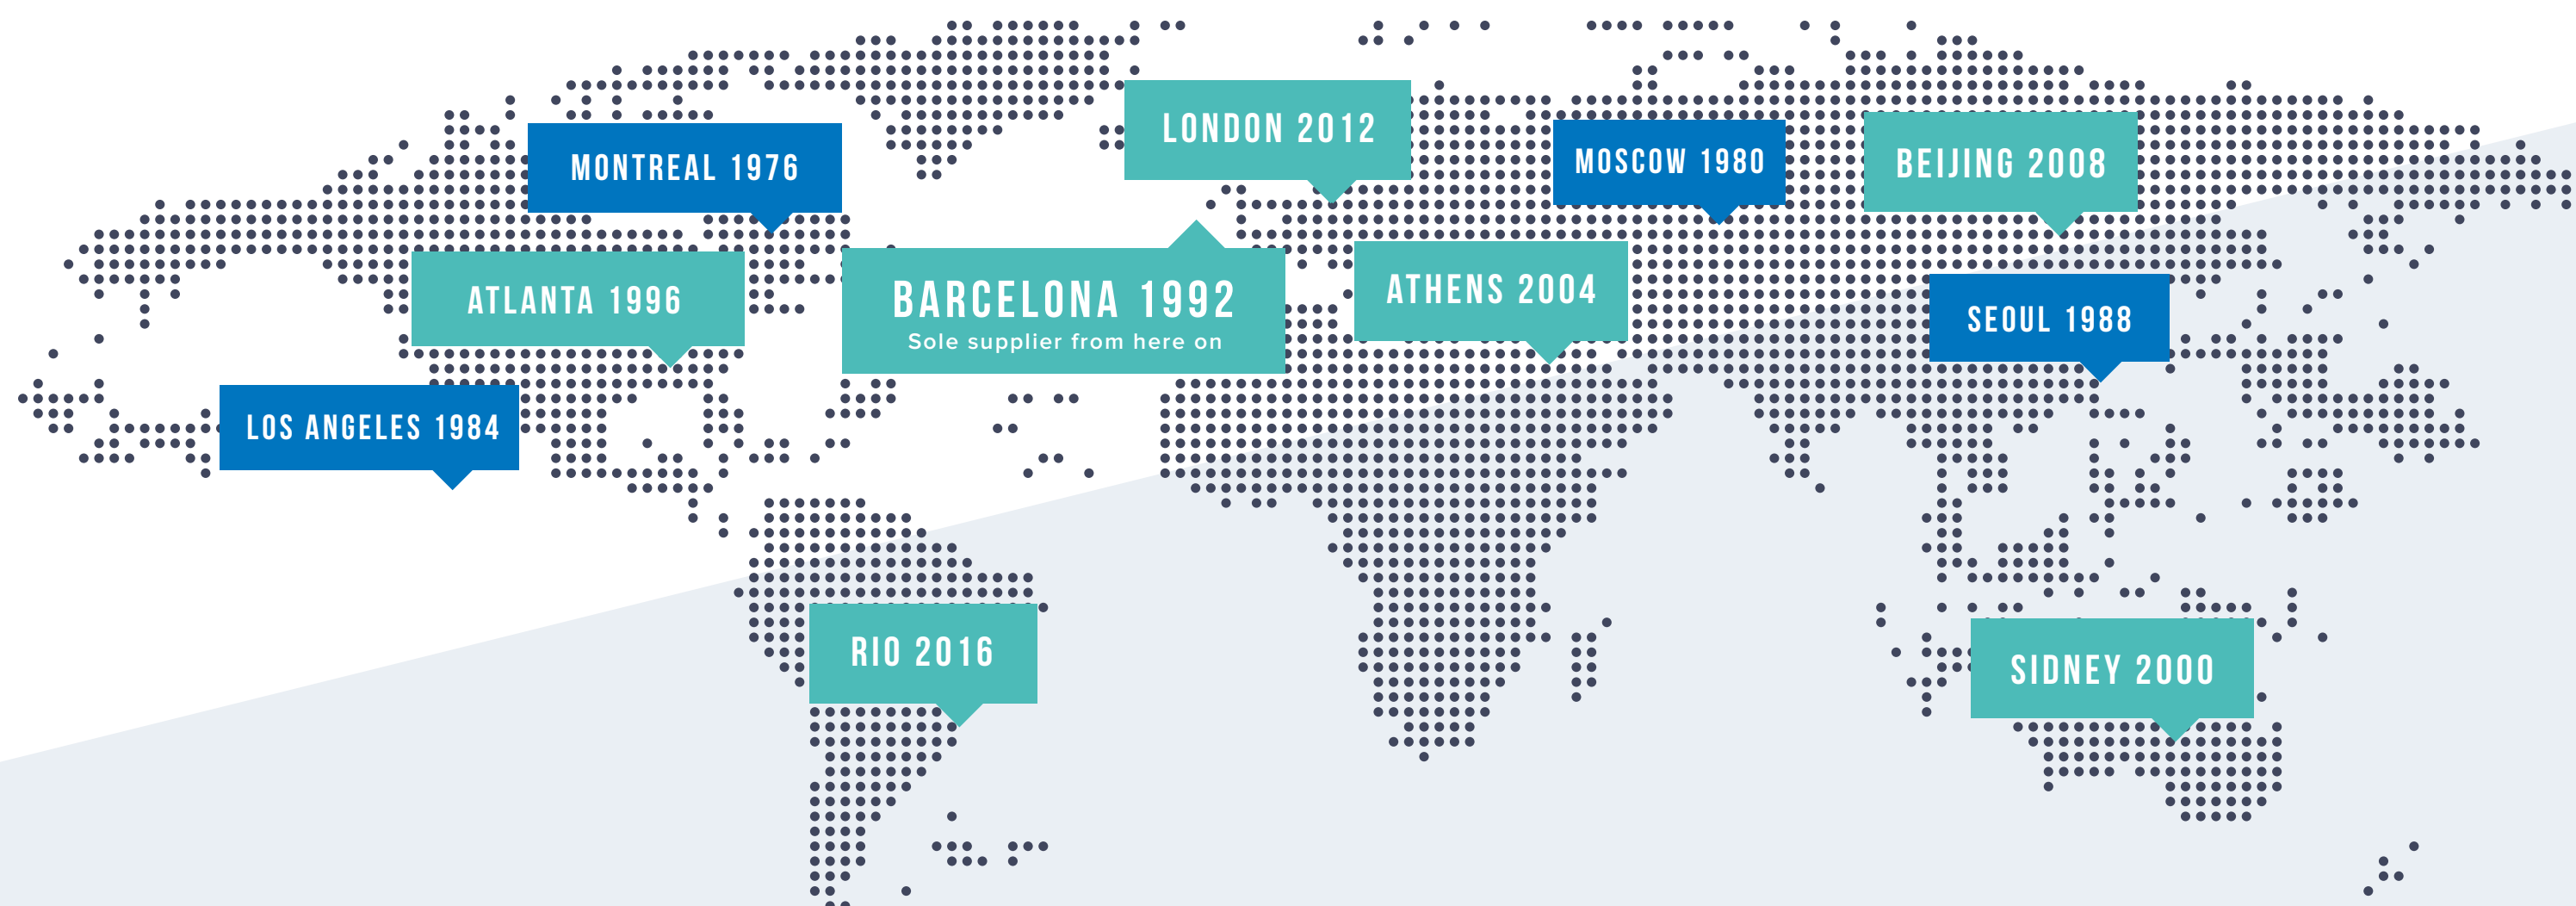 LONDON 2012
MONTREAL 1976
MOSCOW 1980
BEIJING 2008
ATLANTA 1996
BARCELONA 1992
Sole supplier from here on
ATHENS 2004
SEOUL 1988
LOS ANGELES 1984
RIO 2016
SIDNEY 2000